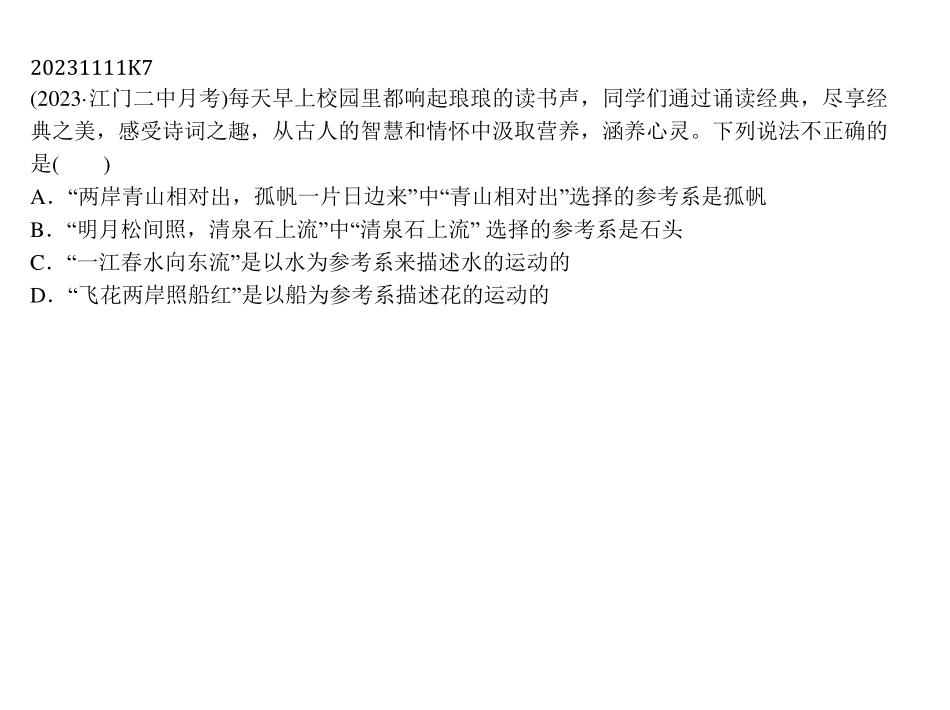 20231111K7
(2023·江门二中月考)每天早上校园里都响起琅琅的读书声，同学们通过诵读经典，尽享经
典之美，感受诗词之趣，从古人的智慧和情怀中汲取营养，涵养心灵。下列说法不正确的
是(　　)
A．“两岸青山相对出，孤帆一片日边来”中“青山相对出”选择的参考系是孤帆
B．“明月松间照，清泉石上流”中“清泉石上流” 选择的参考系是石头
C．“一江春水向东流”是以水为参考系来描述水的运动的
D．“飞花两岸照船红”是以船为参考系描述花的运动的